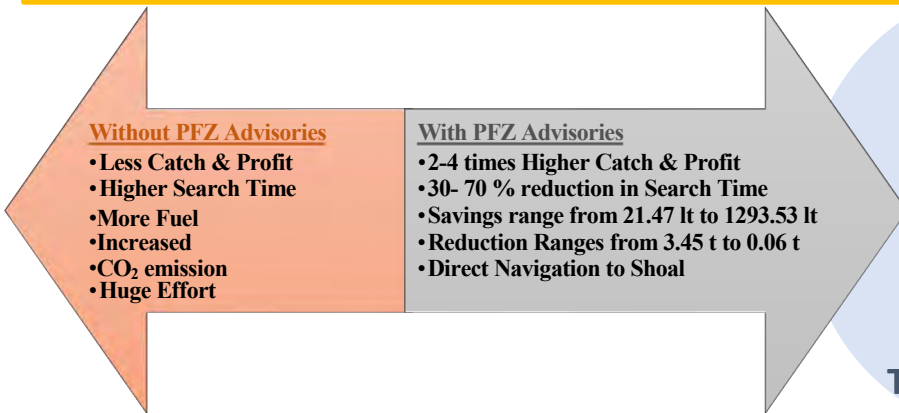 Without PFZ Advisories
•Less Catch & Profit
•Higher Search Time
•More Fuel
•Increased
•CO₂ emission
•Huge Effort
With PFZ Advisories
•2-4 times Higher Catch & Profit
•30- 70 % reduction in Search Time
•Savings range from 21.47 lt to 1293.53 lt
•Reduction Ranges from 3.45 t to 0.06 t
•Direct Navigation to Shoal